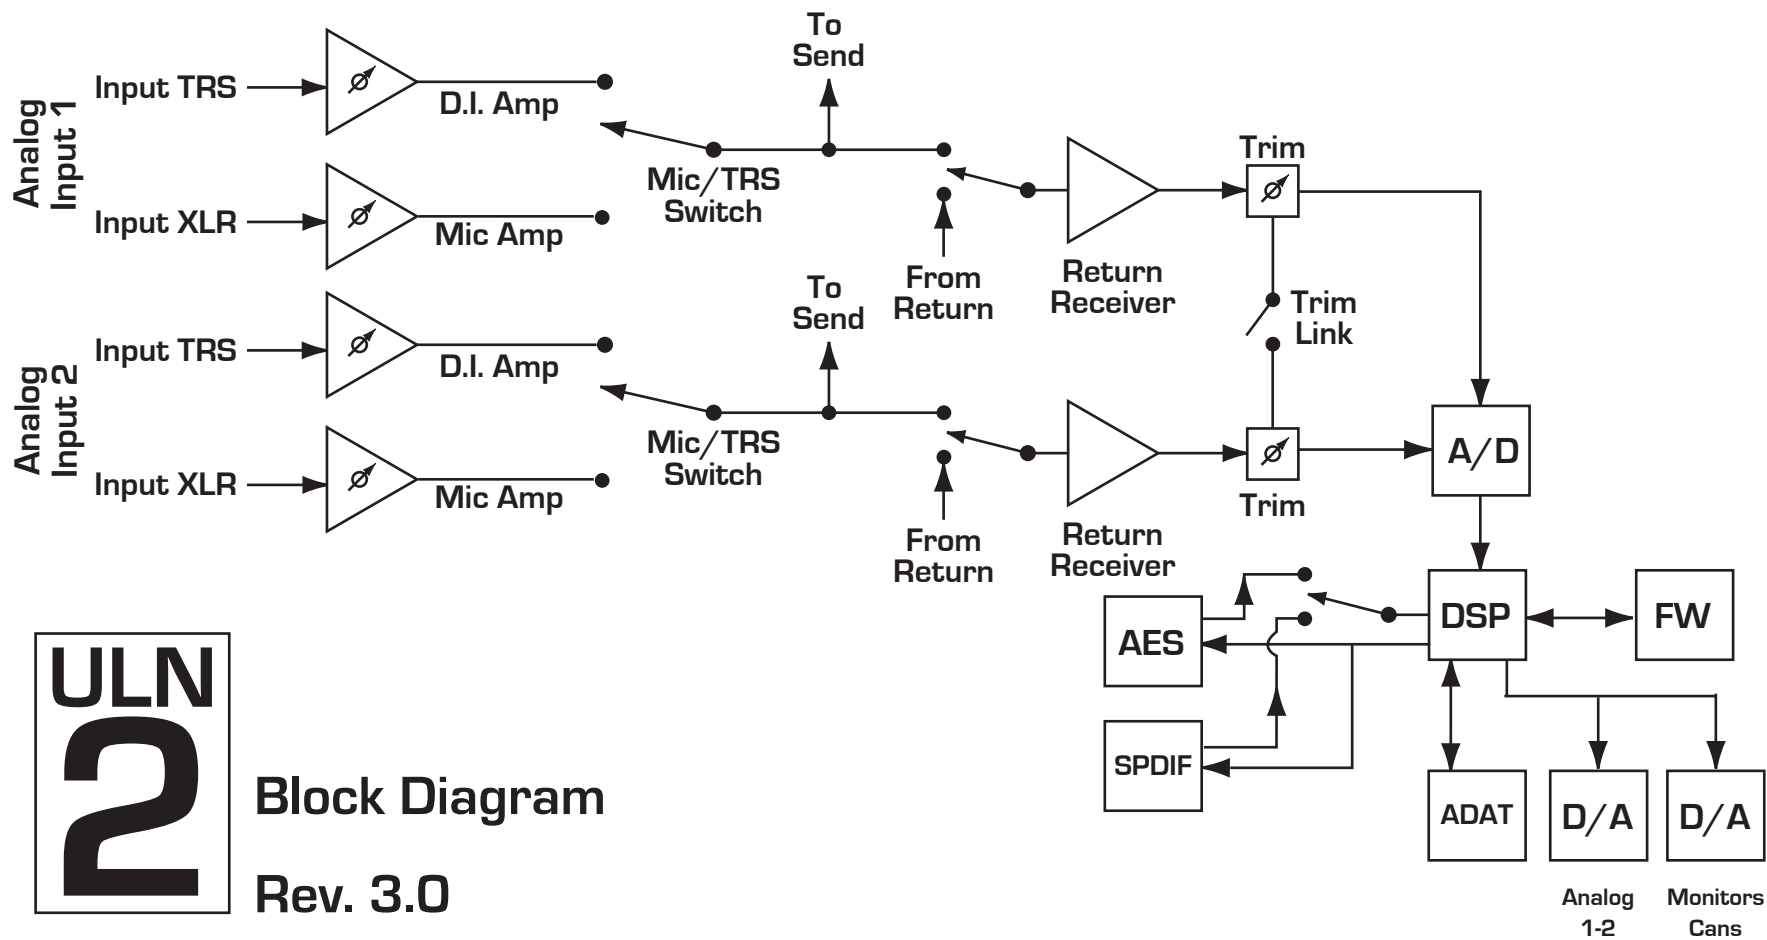 To
Send
Analog
Input 1
Input TRS
D.I. Amp
Mic/TRS
Switch
Input XLR
Mic Amp
From
Return
Return
Receiver
Trim
Trim
Link
To
Send
Analog
Input 2
Input TRS
D.I. Amp
Mic/TRS
Switch
Input XLR
Mic Amp
From
Return
Return
Receiver
Trim
A/D
DSP
FW
AES
SPDIF
ADAT
D/A
D/A
Analog
1-2
Monitors
Cans
ULN
2
Block Diagram
Rev. 3.0